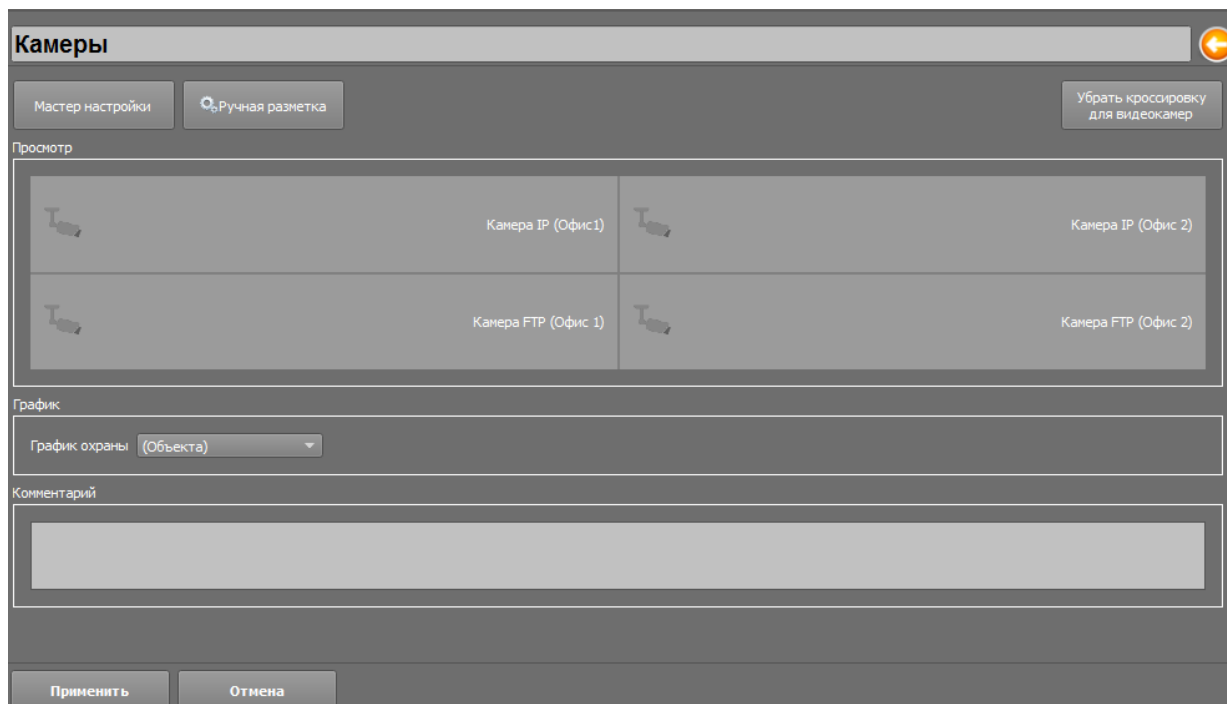 Камеры
Мастер настройки
Ручная разметка
Убрать кроссировку
для видеокамер
Просмотр
Камера IP (Офис1)
Камера IP (Офис 2)
Камера FTP (Офис 1)
Камера FTP (Офис 2)
График
График охраны (Объекта)
Комментарий
Применить
Отмена